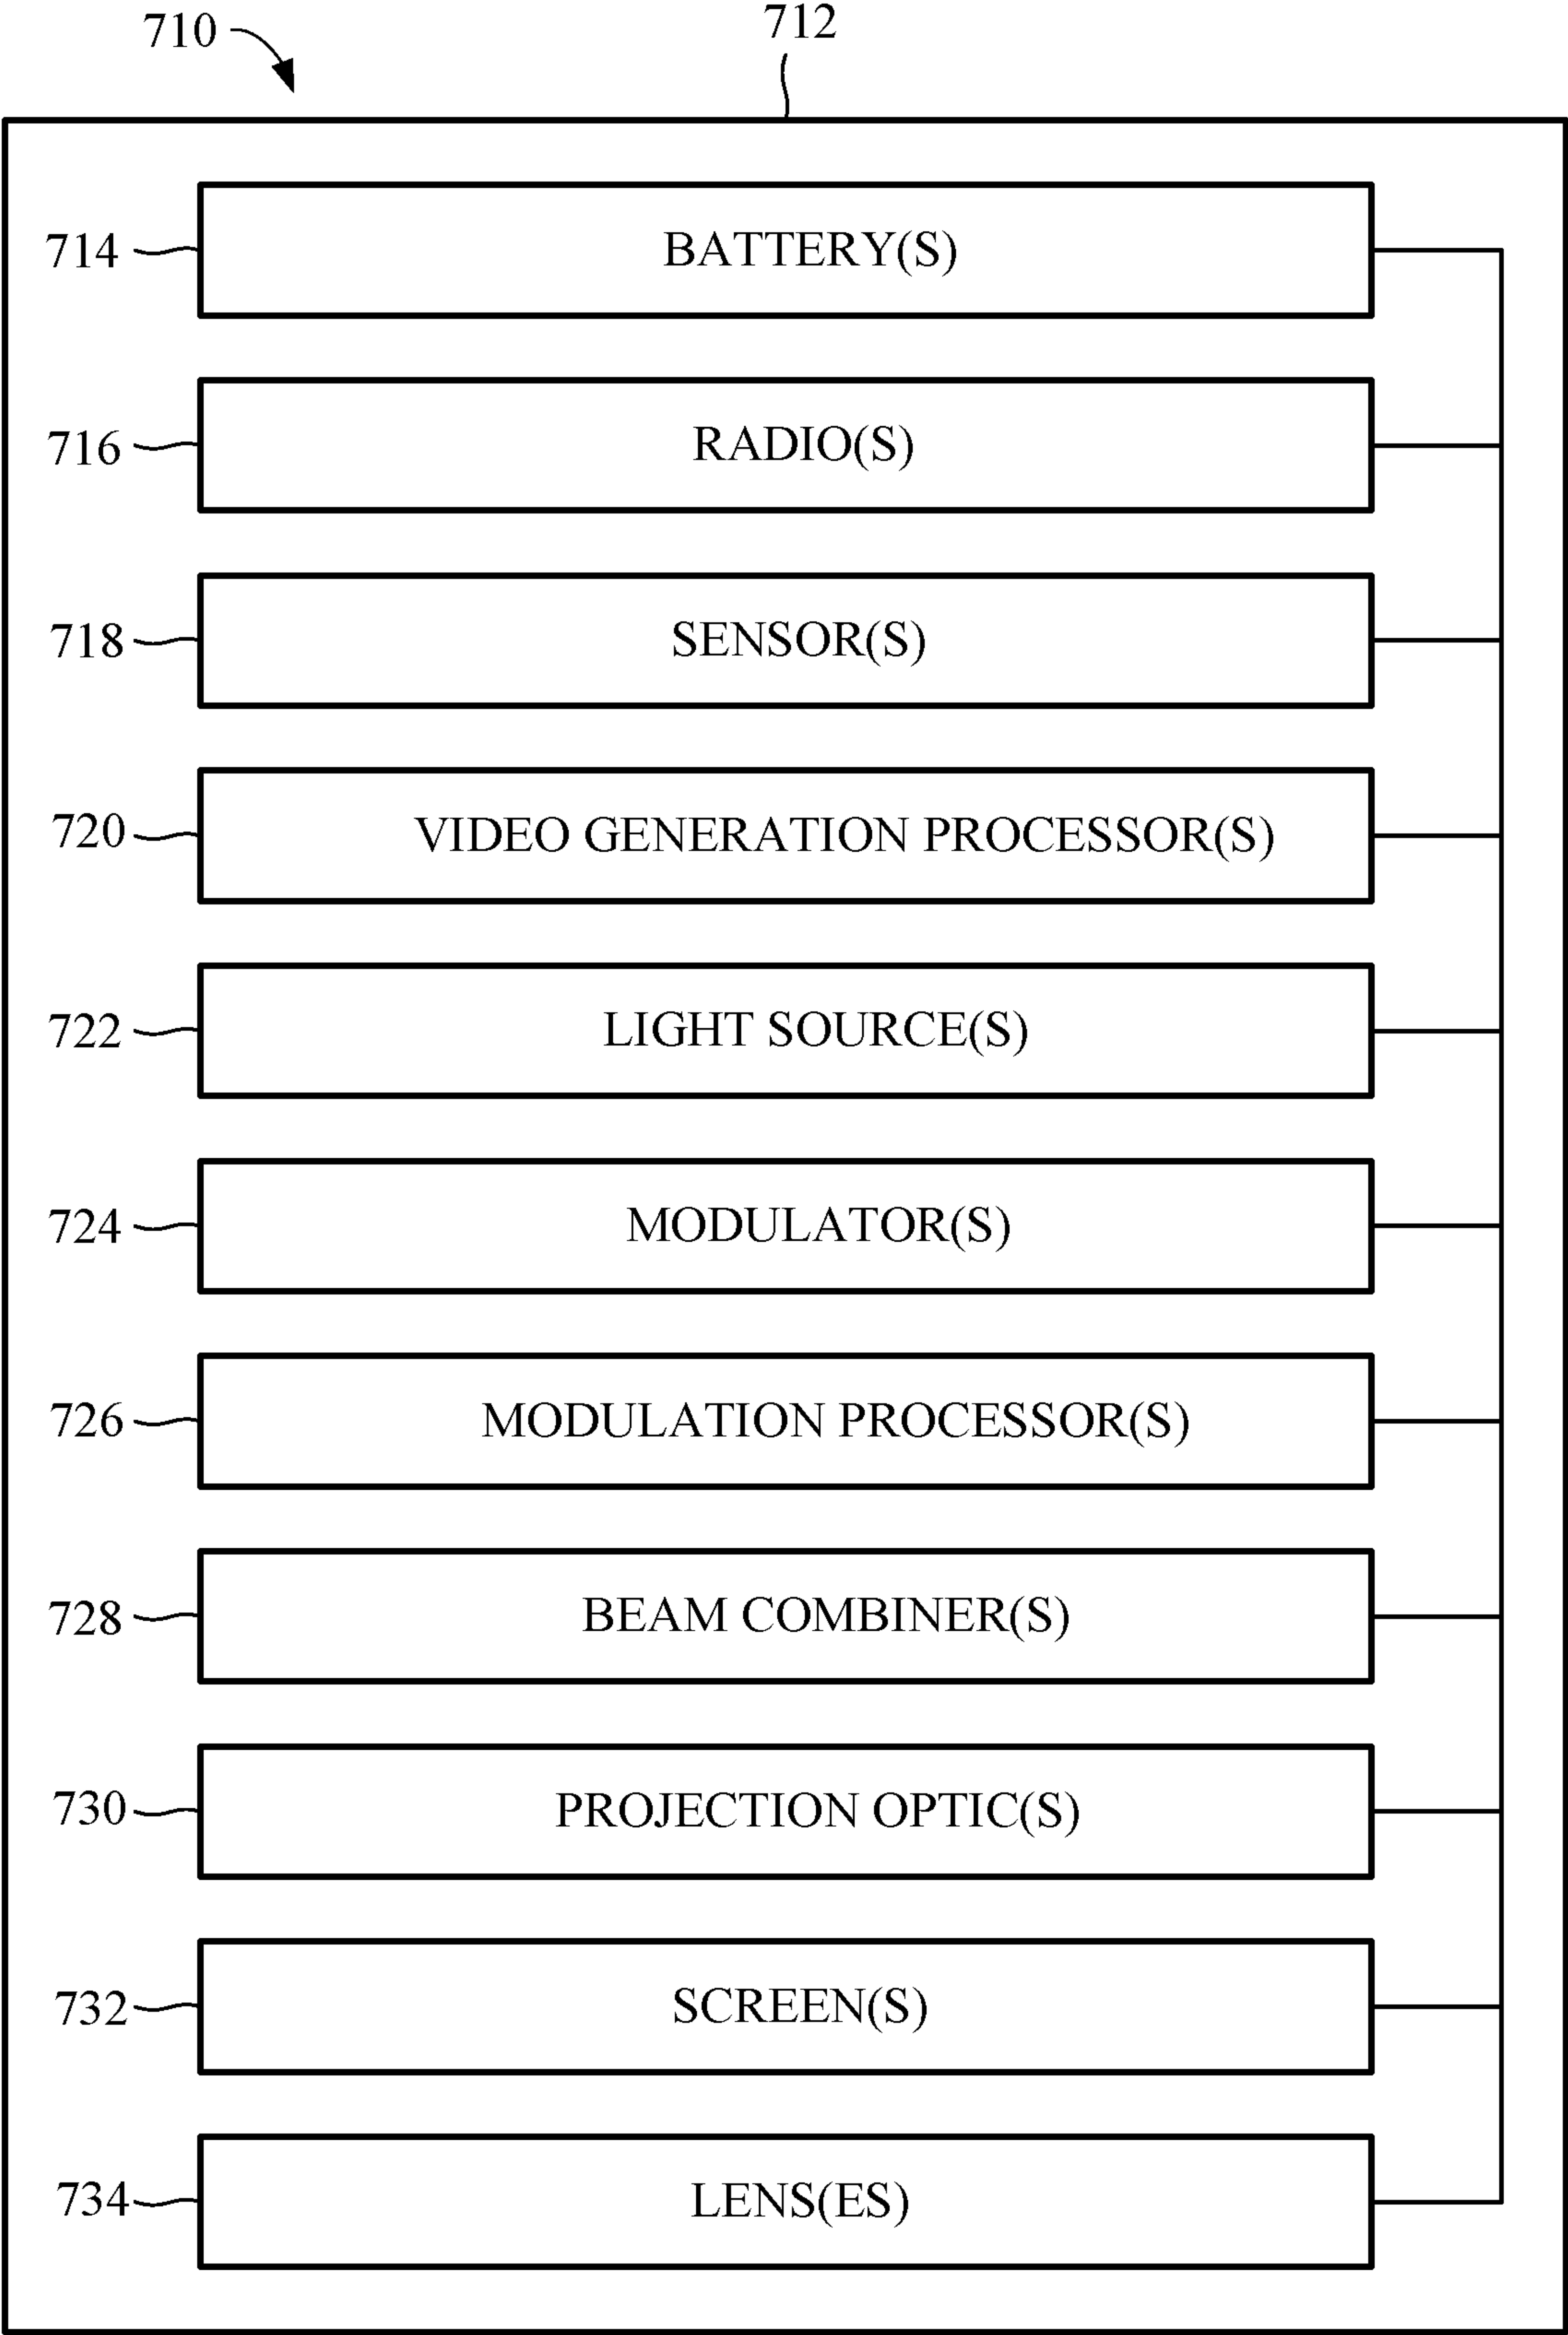 710
712
714 BATTERY(S)
716 RADIO(S)
718 SENSOR(S)
720 VIDEO GENERATION PROCESSOR(S)
722 LIGHT SOURCE(S)
724 MODULATOR(S)
726 MODULATION PROCESSOR(S)
728 BEAM COMBINER(S)
730 PROJECTION OPTIC(S)
732 SCREEN(S)
734 LENS(ES)